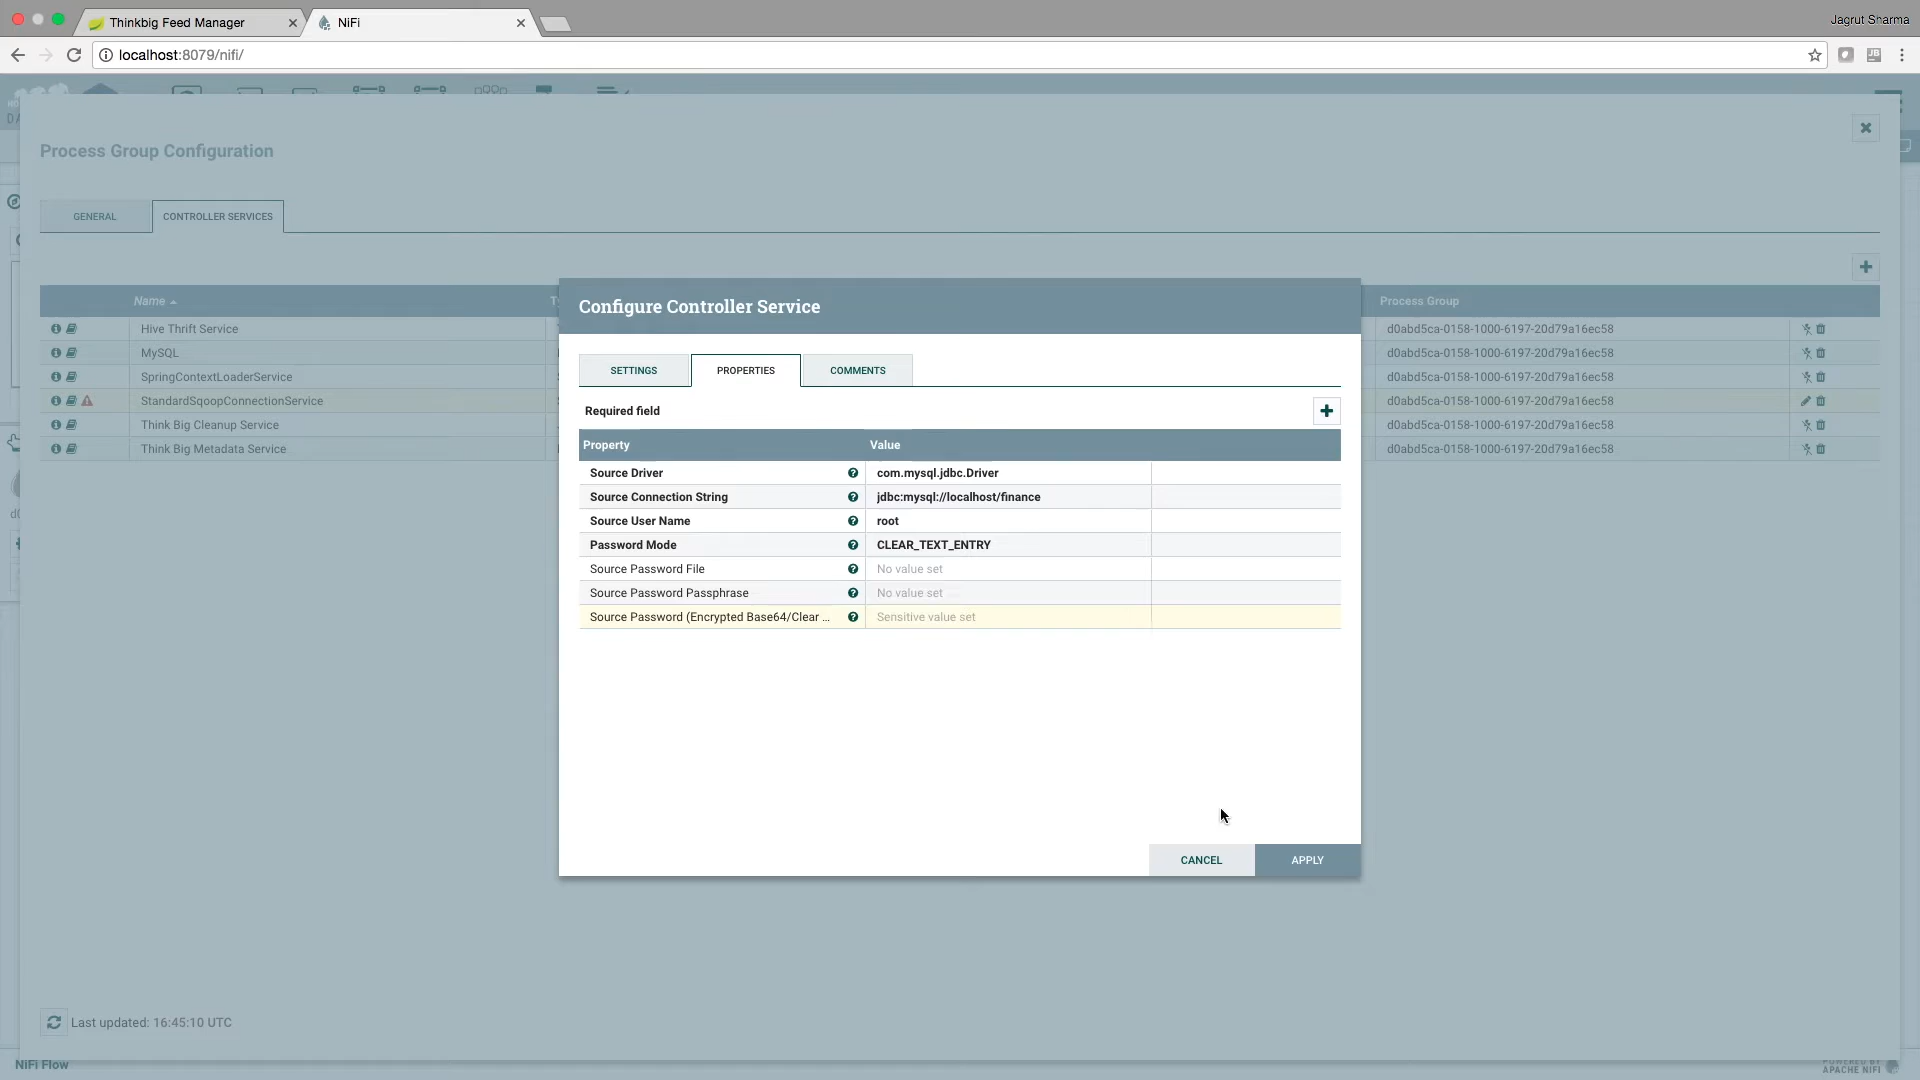 Thinkbig Feed Manager
NiFi
Jagrut Sharma
localhost:8079/nifi/
Process Group Configuration
GENERAL
CONTROLLER SERVICES
Name
Process Group
Hive Thrift Service
d0abd5ca-0158-1000-6197-20d79a16ec58
MySQL
d0abd5ca-0158-1000-6197-20d79a16ec58
SpringContextLoaderService
d0abd5ca-0158-1000-6197-20d79a16ec58
StandardSqoopConnectionService
d0abd5ca-0158-1000-6197-20d79a16ec58
Think Big Cleanup Service
d0abd5ca-0158-1000-6197-20d79a16ec58
Think Big Metadata Service
d0abd5ca-0158-1000-6197-20d79a16ec58
Configure Controller Service
SETTINGS
PROPERTIES
COMMENTS
Required field
Property Value
Source Driver com.mysql.jdbc.Driver
Source Connection String jdbc:mysql://localhost/finance
Source User Name root
Password Mode CLEAR_TEXT_ENTRY
Source Password File No value set
Source Password Passphrase No value set
Source Password (Encrypted Base64/Clear ... Sensitive value set
CANCEL
APPLY
Last updated: 16:45:10 UTC
NiFi Flow
POWERED BY
APACHE NIFI